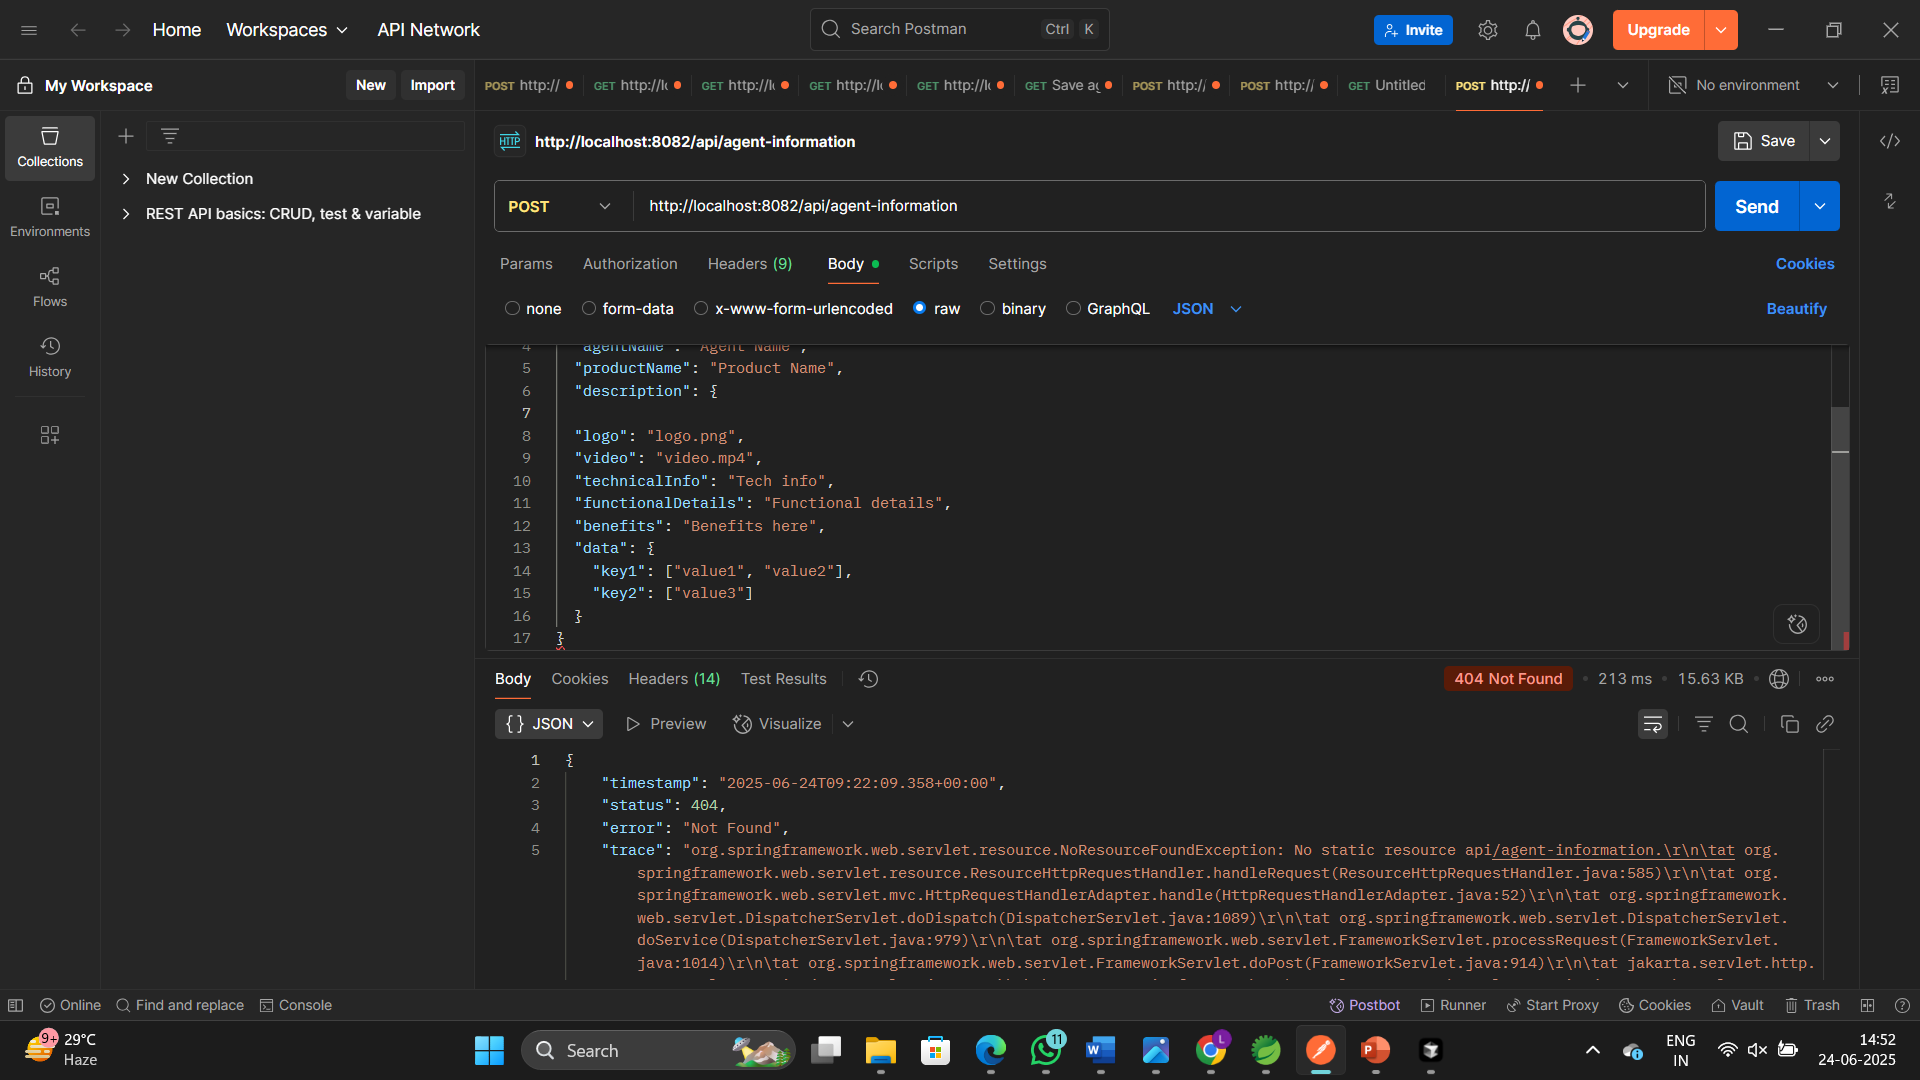 Home
Workspaces
API Network
Search Postman
Ctrl K
Invite
Upgrade
My Workspace
New
Import
POST http://
GET http://lo
GET http://lo
GET http://lo
GET http://lo
GET Save ag
POST http:/
POST http:/
GET Untitled
POST http://
No environment
Collections
Environments
Flows
History
New Collection
REST API basics: CRUD, test & variable
HTTP
http://localhost:8082/api/agent-information
Save
POST
http://localhost:8082/api/agent-information
Send
Params
Authorization
Headers (9)
Body
Scripts
Settings
Cookies
none
form-data
x-www-form-urlencoded
raw
binary
GraphQL
JSON
Beautify
4 "agentName": "Agent Name",
5 "productName": "Product Name",
6 "description": {
7
8 "logo": "logo.png",
9 "video": "video.mp4",
10 "technicalInfo": "Tech info",
11 "functionalDetails": "Functional details",
12 "benefits": "Benefits here",
13 "data": {
14 "key1": ["value1", "value2"],
15 "key2": ["value3"]
16 }
17 }
Body
Cookies
Headers (14)
Test Results
404 Not Found
213 ms
15.63 KB
{} JSON
Preview
Visualize
1 {
2 "timestamp": "2025-06-24T09:22:09.358+00:00",
3 "status": 404,
4 "error": "Not Found",
5 "trace": "org.springframework.web.servlet.resource.NoResourceFoundException: No static resource api/agent-information.\r\n\tat org.
springframework.web.servlet.resource.ResourceHttpRequestHandler.handleRequest(ResourceHttpRequestHandler.java:585)\r\n\tat org.
springframework.web.servlet.mvc.HttpRequestHandlerAdapter.handle(HttpRequestHandlerAdapter.java:52)\r\n\tat org.springframework.
web.servlet.DispatcherServlet.doDispatch(DispatcherServlet.java:1089)\r\n\tat org.springframework.web.servlet.DispatcherServlet.
doService(DispatcherServlet.java:979)\r\n\tat org.springframework.web.servlet.FrameworkServlet.processRequest(FrameworkServlet.
java:1014)\r\n\tat org.springframework.web.servlet.FrameworkServlet.doPost(FrameworkServlet.java:914)\r\n\tat jakarta.servlet.http.
Online
Find and replace
Console
Postbot
Runner
Start Proxy
Cookies
Vault
Trash
9+
29°C
Haze
Search
11
W
L
P
ENG
IN
14:52
24-06-2025